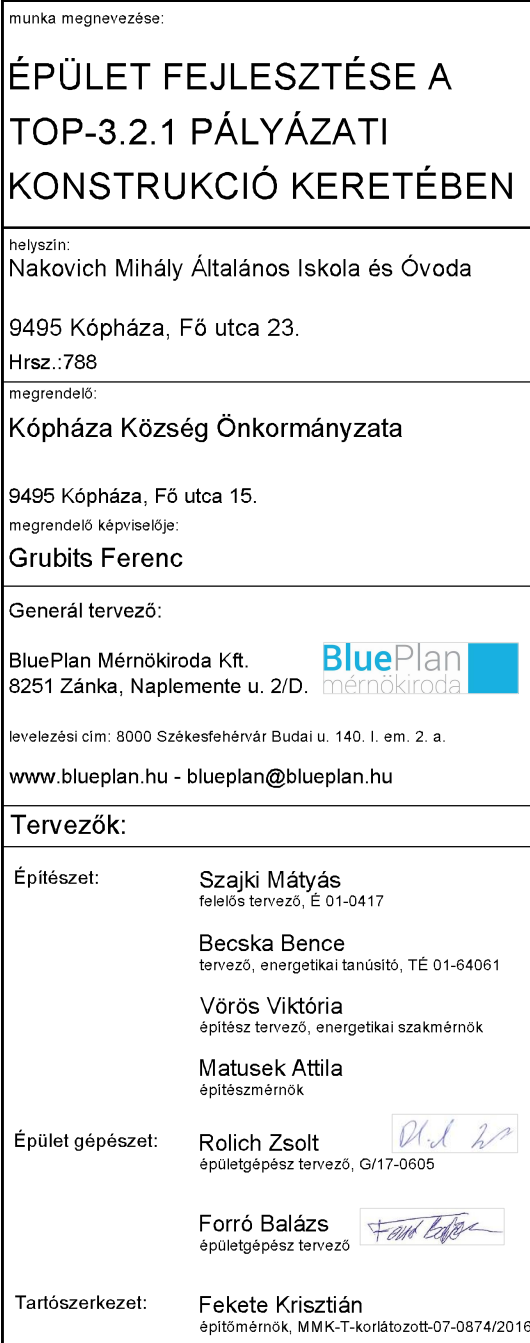 munka megnevezése:
ÉPÜLET FEJLESZTÉSE A
TOP-3.2.1 PÁLYÁZATI
KONSTRUKCIÓ KERETÉBEN
helyszín:
Nakovich Mihály Általános Iskola és Óvoda
9495 Kópháza, Fő utca 23.
Hrsz.:788
megrendelő:
Kópháza Község Önkormányzata
9495 Kópháza, Fő utca 15.
megrendelő képviselője:
Grubits Ferenc
Generál tervező:
BluePlan Mérnökiroda Kft.
8251 Zánka, Naplemente u. 2/D.
BluePlan
mérnökiroda
levelezési cím: 8000 Székesfehérvár Budai u. 140. I. em. 2. a.
www.blueplan.hu - blueplan@blueplan.hu
Tervezők:
Építészet:
Szajki Mátyás
felelős tervező, É 01-0417
Becska Bence
tervező, energetikai tanúsító, TÉ 01-64061
Vörös Viktória
építész tervező, energetikai szakmérnök
Matusek Attila
építészmérnök
Épület gépészet:
Rolich Zsolt
épületgépész tervező, G/17-0605
Forró Balázs
épületgépész tervező
Tartószerkezet:
Fekete Krisztián
építőmérnök, MMK-T-korlátozott-07-0874/2016